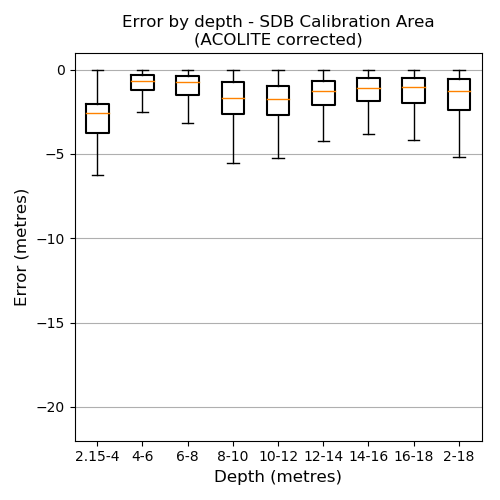 Error by depth - SDB Calibration Area
(ACOLITE corrected)
Error (metres)
0
−5
−10
−15
−20
2.15-4 4-6 6-8 8-10 10-12 12-14 14-16 16-18 2-18
Depth (metres)